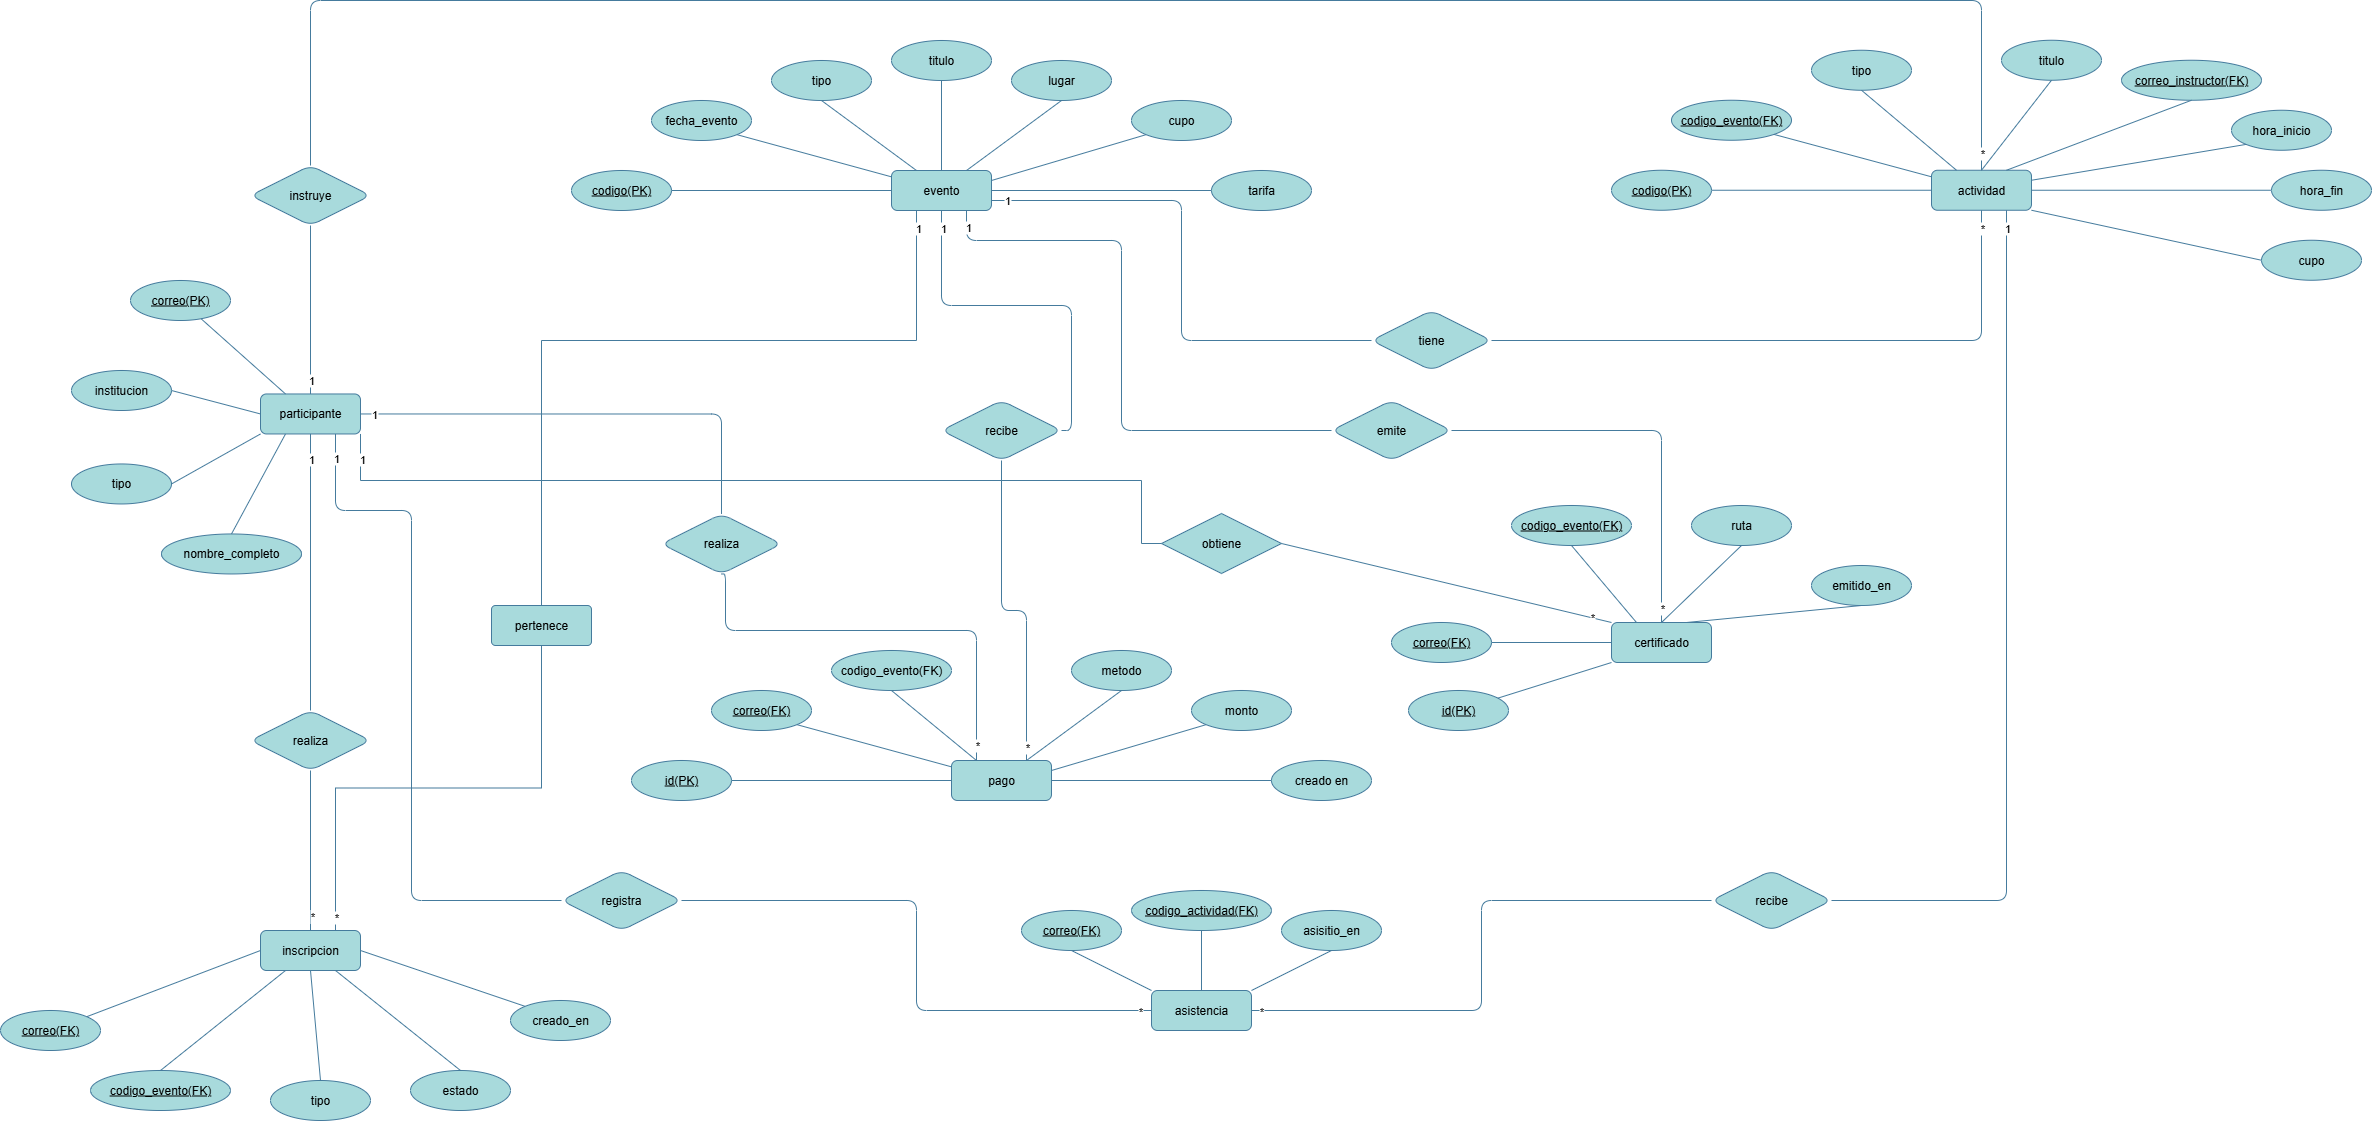 titulo
titulo
tipo
tipo
lugar
correo_instructor(FK)
fecha_evento
cupo
codigo_evento(FK)
hora_inicio
*
instruye
codigo(PK)
evento
tarifa
codigo(PK)
actividad
hora_fin
1
1
1
1
*
1
cupo
correo(PK)
tiene
1
institucion
participante
1
recibe
emite
1
1
1
tipo
codigo_evento(FK)
ruta
realiza
obtiene
nombre_completo
emitido_en
*
*
pertenece
correo(FK)
certificado
codigo_evento(FK)
metodo
correo(FK)
monto
id(PK)
realiza
*
*
id(PK)
pago
creado en
registra
recibe
*
*
codigo_actividad(FK)
correo(FK)
asisitio_en
inscripcion
*
asistencia
*
creado_en
correo(FK)
codigo_evento(FK)
tipo
estado